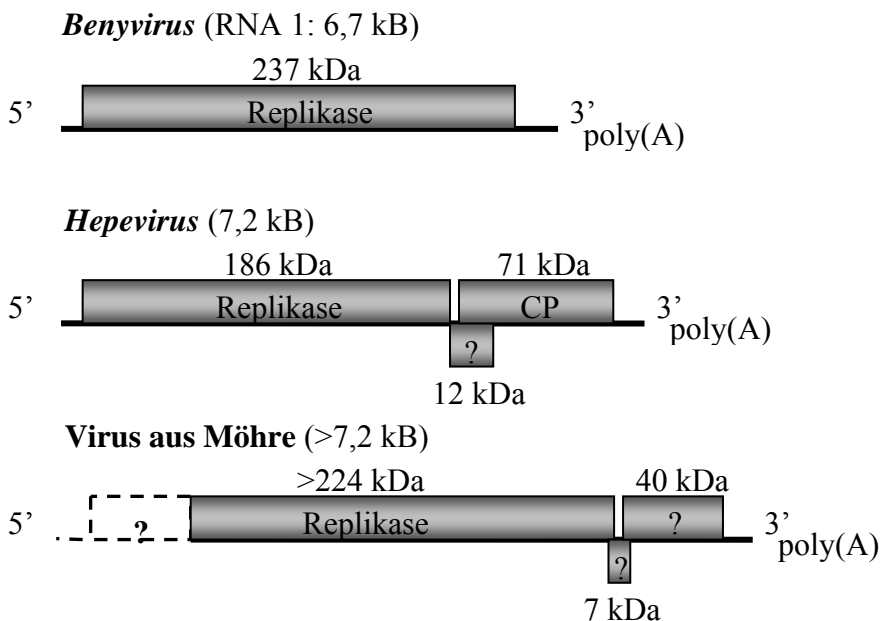 Benyvirus (RNA 1: 6,7 kB)
237 kDa
5’ Replikase 3’
poly(A)
Hepevirus (7,2 kB)
186 kDa 71 kDa
5’ Replikase CP 3’
poly(A)
?
12 kDa
Virus aus Möhre (>7,2 kB)
>224 kDa 40 kDa
5’ ? Replikase ? 3’
poly(A)
?
7 kDa